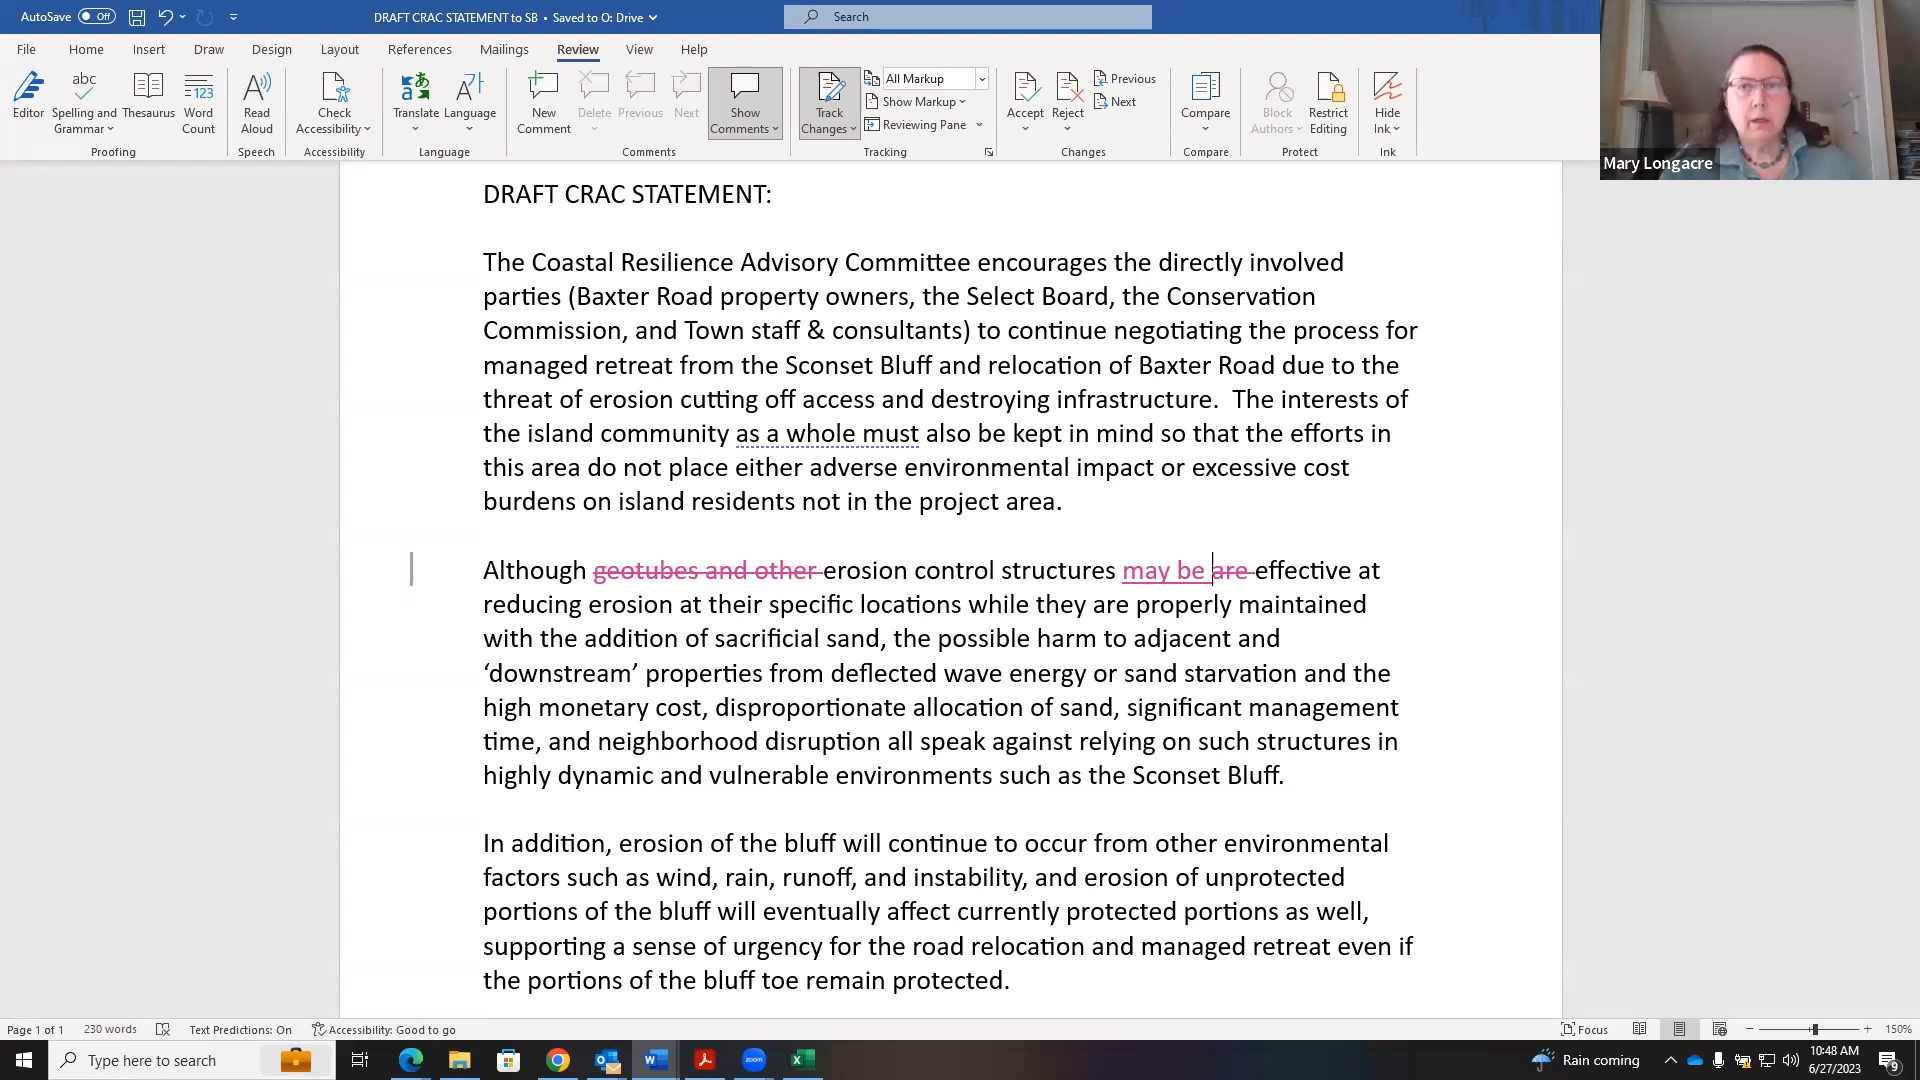 AutoSave Off DRAFT CRAC STATEMENT to SB • Saved to O: Drive Search
File Home Insert Draw Design Layout References Mailings Review View Help
Editor
Spelling and Grammar
Thesaurus
Word Count
Proofing
Read Aloud
Speech
Check Accessibility
Accessibility
Translate
Language
Language
New Comment
Delete
Previous
Next
Show Comments
Comments
Track Changes
All Markup
Show Markup
Reviewing Pane
Tracking
Accept
Reject
Previous
Next
Changes
Compare
Compare
Block Authors
Restrict Editing
Protect
Hide Ink
Ink
Mary Longacre
DRAFT CRAC STATEMENT:
The Coastal Resilience Advisory Committee encourages the directly involved
parties (Baxter Road property owners, the Select Board, the Conservation
Commission, and Town staff & consultants) to continue negotiating the process for
managed retreat from the Sconset Bluff and relocation of Baxter Road due to the
threat of erosion cutting off access and destroying infrastructure.  The interests of
the island community as a whole must also be kept in mind so that the efforts in
this area do not place either adverse environmental impact or excessive cost
burdens on island residents not in the project area.
Although geotubes and other erosion control structures may be are effective at
reducing erosion at their specific locations while they are properly maintained
with the addition of sacrificial sand, the possible harm to adjacent and
‘downstream’ properties from deflected wave energy or sand starvation and the
high monetary cost, disproportionate allocation of sand, significant management
time, and neighborhood disruption all speak against relying on such structures in
highly dynamic and vulnerable environments such as the Sconset Bluff.
In addition, erosion of the bluff will continue to occur from other environmental
factors such as wind, rain, runoff, and instability, and erosion of unprotected
portions of the bluff will eventually affect currently protected portions as well,
supporting a sense of urgency for the road relocation and managed retreat even if
the portions of the bluff toe remain protected.
Page 1 of 1 230 words Text Predictions: On Accessibility: Good to go Focus 150%
Type here to search
zoom
Rain coming
10:48 AM
6/27/2023
9